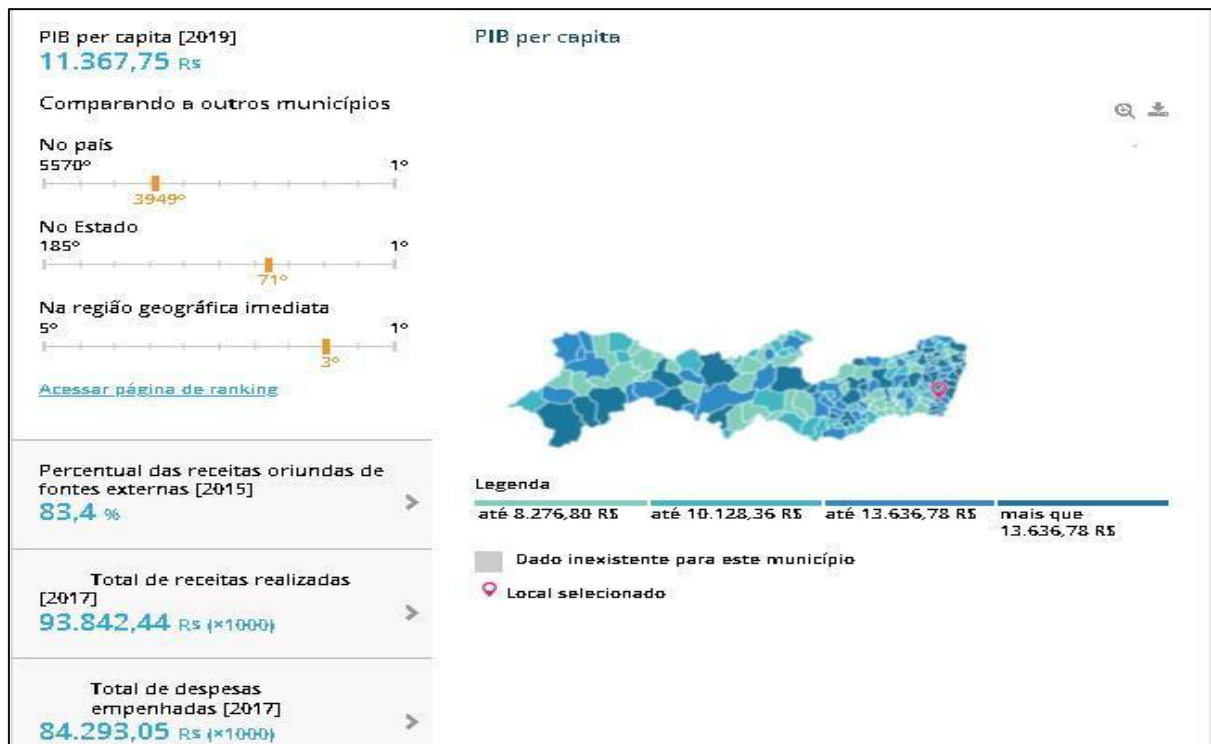 PIB per capita [2019]
11.367,75 R$
Comparando a outros municípios
No país
5570º 1º
3949º
No Estado
185º 1º
71º
Na região geográfica imediata
5º 1º
3º
Acessar página de ranking
Percentual das receitas oriundas de
fontes externas [2015]
83,4 %
Total de receitas realizadas
[2017]
93.842,44 R$ (×1000)
Total de despesas
empenhadas [2017]
84.293,05 R$ (×1000)
PIB per capita
Legenda
até 8.276,80 R$ até 10.128,36 R$ até 13.636,78 R$ mais que
13.636,78 R$
Dado inexistente para este município
Local selecionado